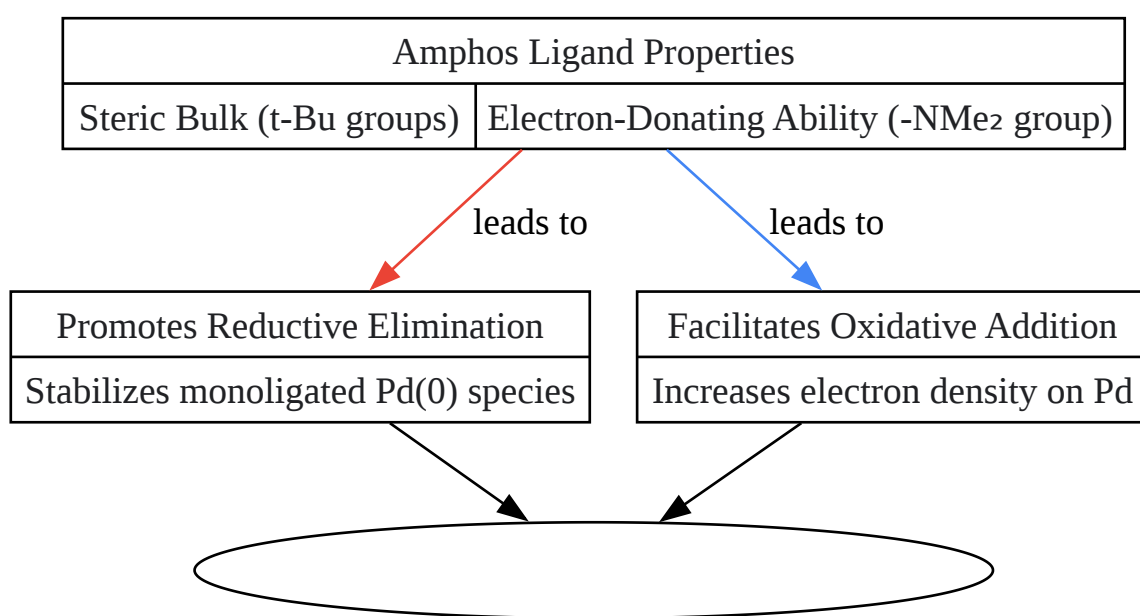 Amphos Ligand Properties
Steric Bulk (t-Bu groups)
Electron-Donating Ability (-NMe₂ group)
leads to
leads to
Promotes Reductive Elimination
Stabilizes monoligated Pd(0) species
Facilitates Oxidative Addition
Increases electron density on Pd